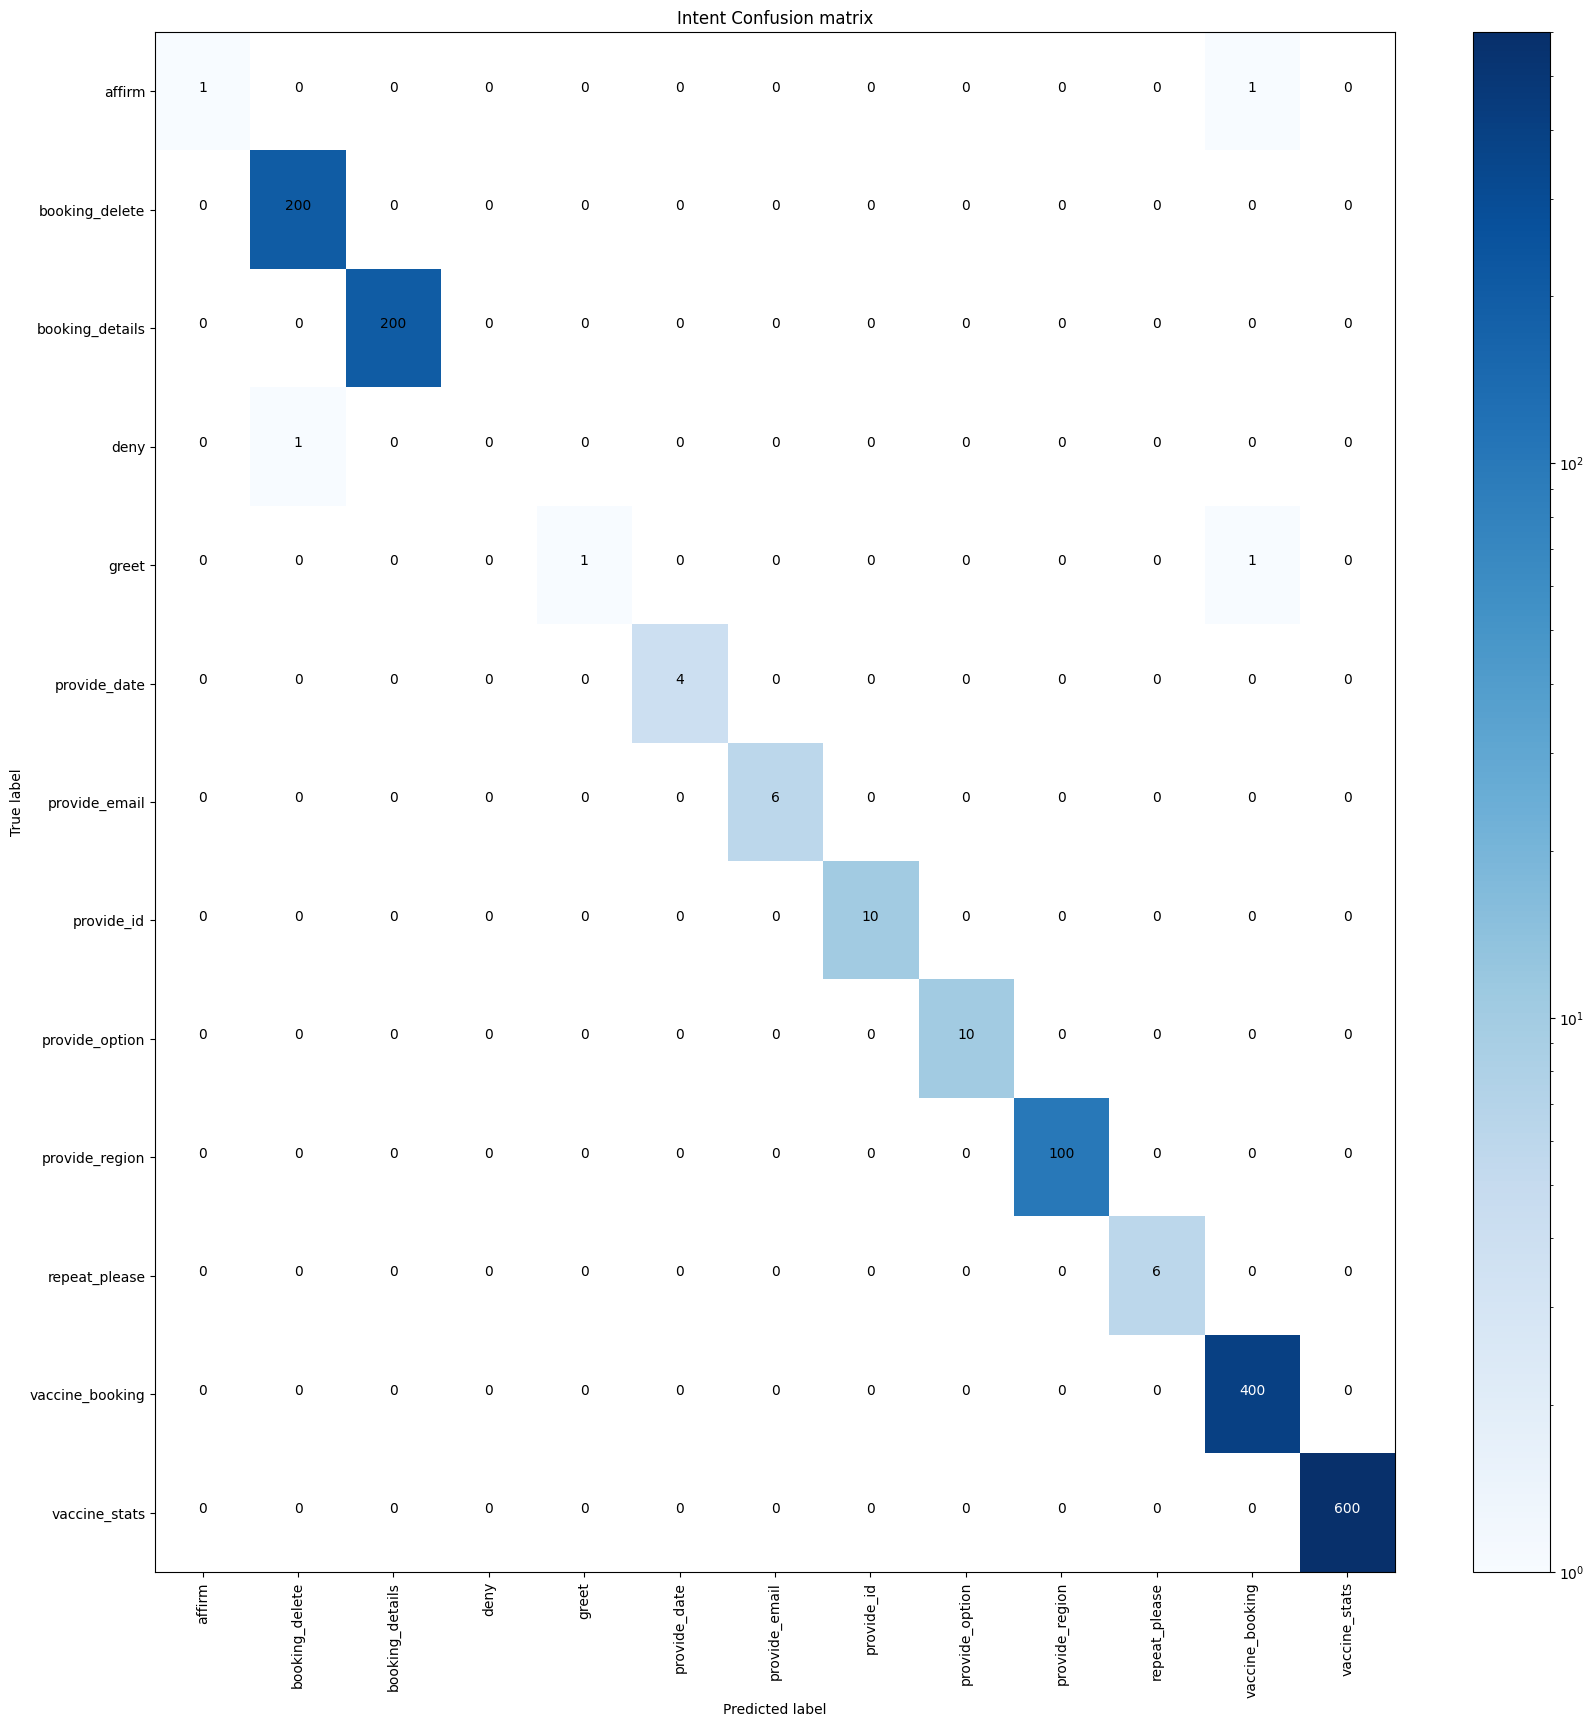 Intent Confusion matrix
affirm 1 0 0 0 0 0 0 0 0 0 0 1 0
booking_delete 0 200 0 0 0 0 0 0 0 0 0 0 0
booking_details 0 0 200 0 0 0 0 0 0 0 0 0 0
deny 0 1 0 0 0 0 0 0 0 0 0 0 0
greet 0 0 0 0 1 0 0 0 0 0 0 1 0
provide_date 0 0 0 0 0 4 0 0 0 0 0 0 0
provide_email 0 0 0 0 0 0 6 0 0 0 0 0 0
provide_id 0 0 0 0 0 0 0 10 0 0 0 0 0
provide_option 0 0 0 0 0 0 0 0 10 0 0 0 0
provide_region 0 0 0 0 0 0 0 0 0 100 0 0 0
repeat_please 0 0 0 0 0 0 0 0 0 0 6 0 0
vaccine_booking 0 0 0 0 0 0 0 0 0 0 0 400 0
vaccine_stats 0 0 0 0 0 0 0 0 0 0 0 0 600
True label
affirm
booking_delete
booking_details
deny
greet
provide_date
provide_email
provide_id
provide_option
provide_region
repeat_please
vaccine_booking
vaccine_stats
Predicted label
10²
10¹
10⁰